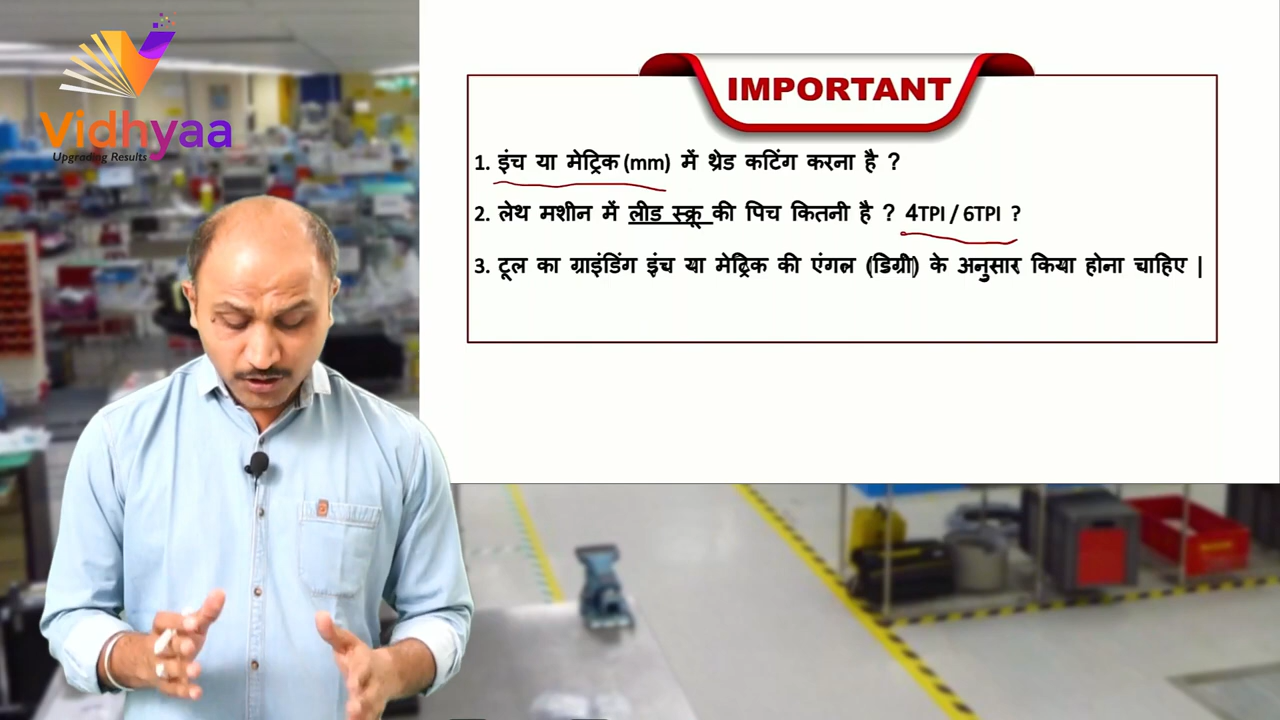 Vidhyaa
Upgrading Results
IMPORTANT
1. इंच या मेट्रिक (mm) में थ्रेड कटिंग करना है ?
2. लेथ मशीन में लीड स्क्रू की पिच कितनी है ? 4TPI / 6TPI ?
3. टूल का ग्राइंडिंग इंच या मेट्रिक की एंगल (डिग्री) के अनुसार किया होना चाहिए |